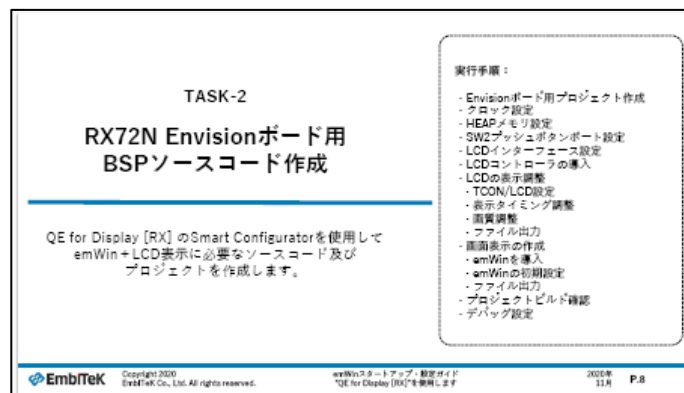 TASK-2
RX72N Envisionボード用
BSPソースコード作成
QE for Display [RX] のSmart Configuratorを使用して
emWin＋LCD表示に必要なソースコード及び
プロジェクトを作成します。
実行手順：
- Envisionボード用プロジェクト作成
- クロック設定
- HEAPメモリ設定
- SW2プッシュボタンポート設定
- LCDインターフェース設定
- LCDコントローラの導入
- LCDの表示調整
- TCON/LCD設定
- 表示タイミング調整
- 画質調整
- ファイル出力
- 画面表示の作成
- emWinを導入
- emWinの初期設定
- ファイル出力
- プロジェクトビルド確認
- デバッグ設定
EmbITeK
Copyright 2020
EmbITeK Co., Ltd. All rights reserved.
emWinスタートアップ・設定ガイド
"QE for Display [RX]"を使用します
2020年
11月
P.8